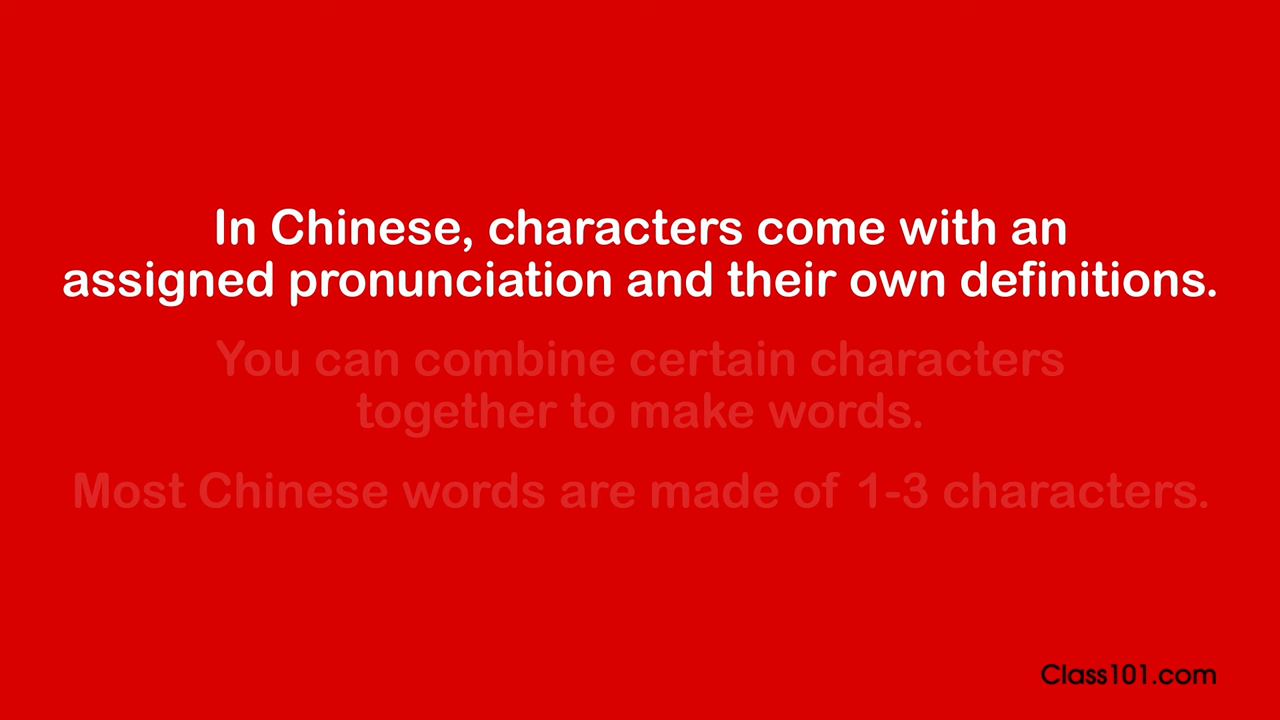 In Chinese, characters come with an
assigned pronunciation and their own definitions.
You can combine certain characters
together to make words.
Most Chinese words are made of 1-3 characters.
Class101.com